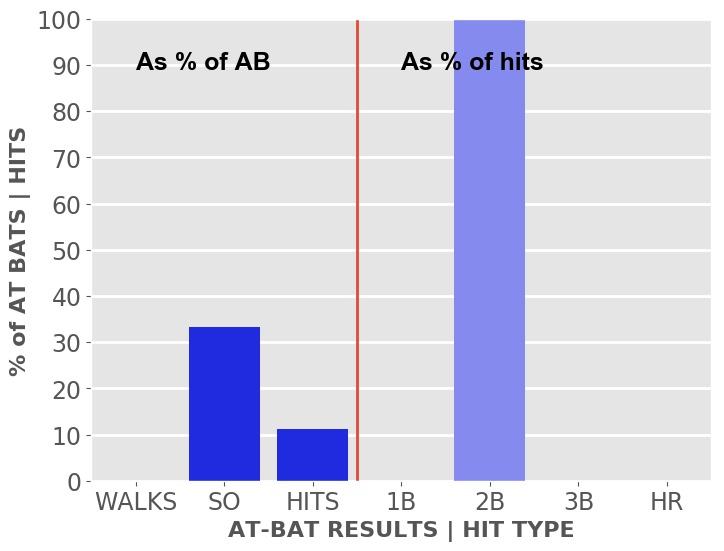 100
90
80
70
60
50
40
30
20
10
0
% of AT BATS | HITS
As % of AB
As % of hits
WALKS SO HITS 1B 2B 3B HR
AT-BAT RESULTS | HIT TYPE